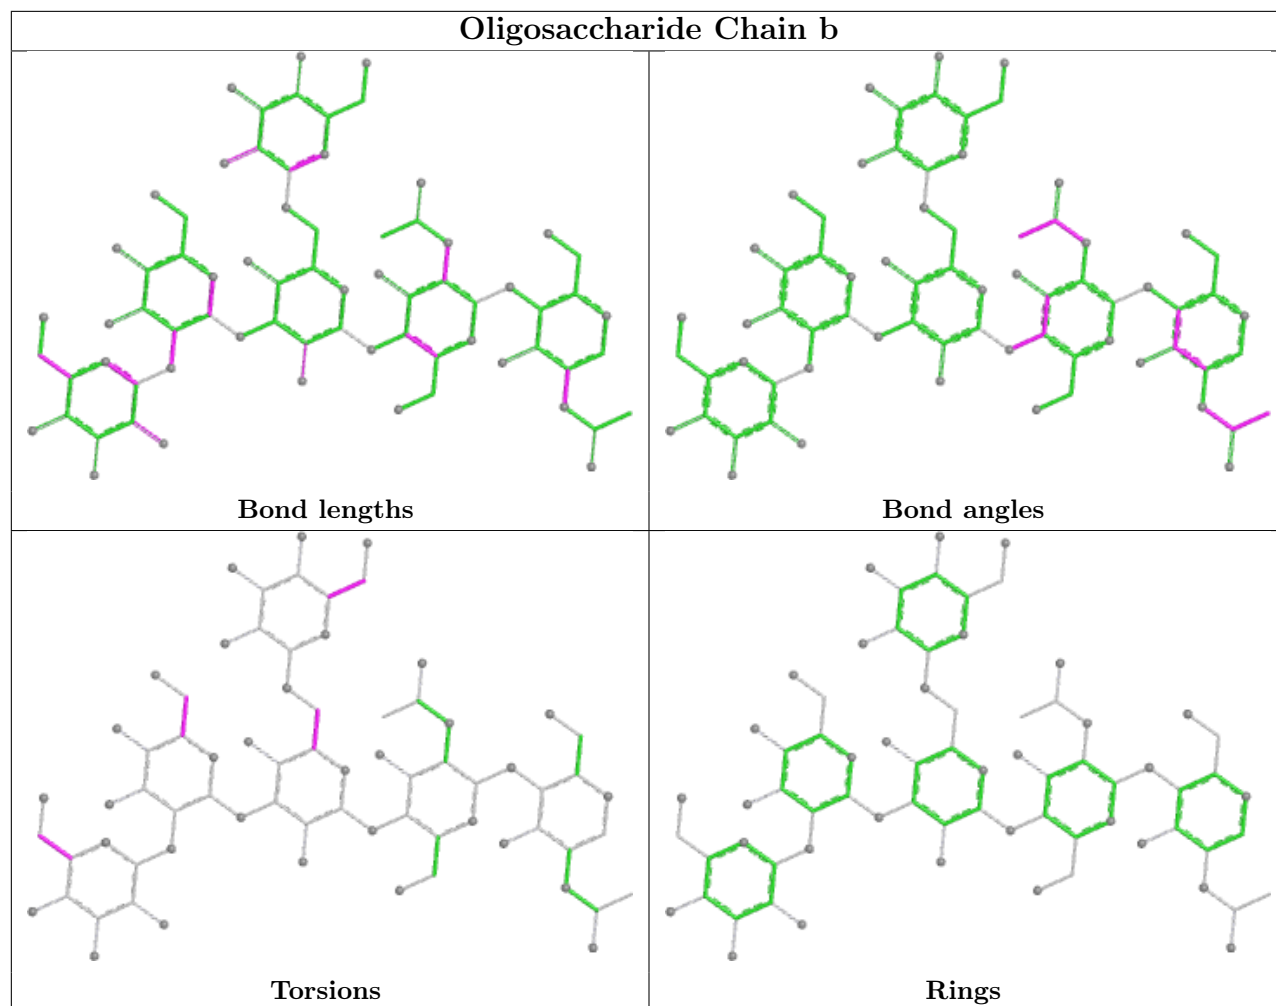 Oligosaccharide Chain b
Bond lengths
Bond angles
Torsions
Rings